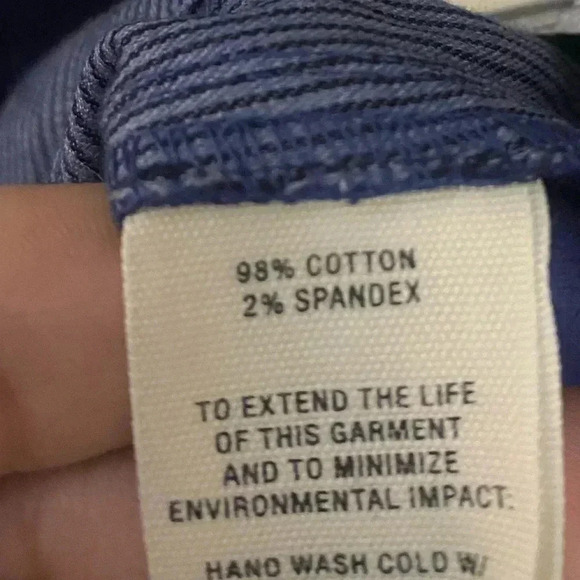 98% COTTON
2% SPANDEX
TO EXTEND THE LIFE
OF THIS GARMENT
AND TO MINIMIZE
ENVIRONMENTAL IMPACT:
HAND WASH COLD W/